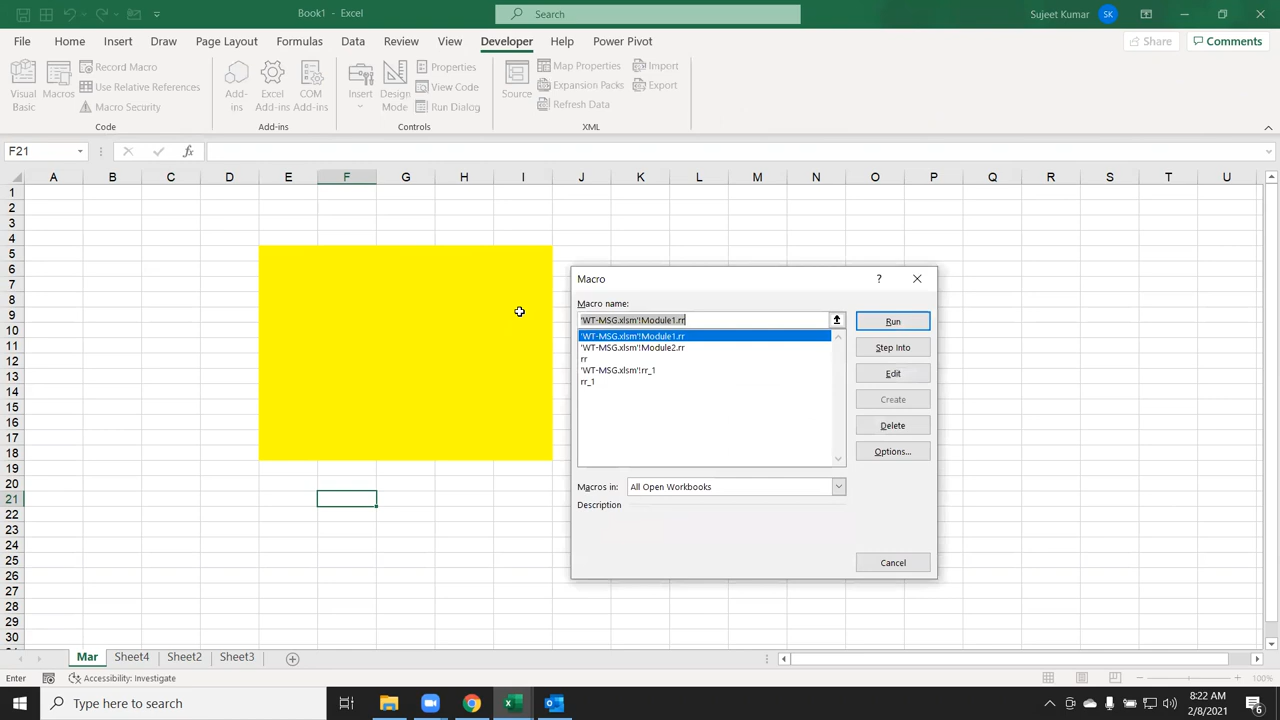 Book1 - Excel
Search
Sujeet Kumar
SK
File Home Insert Draw Page Layout Formulas Data Review View Developer Help Power Pivot
Share
Comments
Visual Basic
Macros
Record Macro
Use Relative References
Macro Security
Code
Add-ins
Excel Add-ins
COM Add-ins
Add-ins
Insert
Design Mode
Properties
View Code
Run Dialog
Controls
Source
Map Properties
Expansion Packs
Refresh Data
Import
Export
XML
F21
fx
A B C D E F G H I J K L M N O P Q R S T U
1
2
3
4
5
6
7
8
9
10
11
12
13
14
15
16
17
18
19
20
21
22
23
24
25
26
27
28
29
30
Macro
?
Macro name:
'WT-MSG.xlsm'!Module1.rr
'WT-MSG.xlsm'!Module1.rr
'WT-MSG.xlsm'!Module2.rr
rr
'WT-MSG.xlsm'!rr_1
rr_1
Run
Step Into
Edit
Create
Delete
Options...
Macros in:
All Open Workbooks
Description
Cancel
Mar Sheet4 Sheet2 Sheet3
Enter
Accessibility: Investigate
100%
Type here to search
8:22 AM
2/8/2021
6